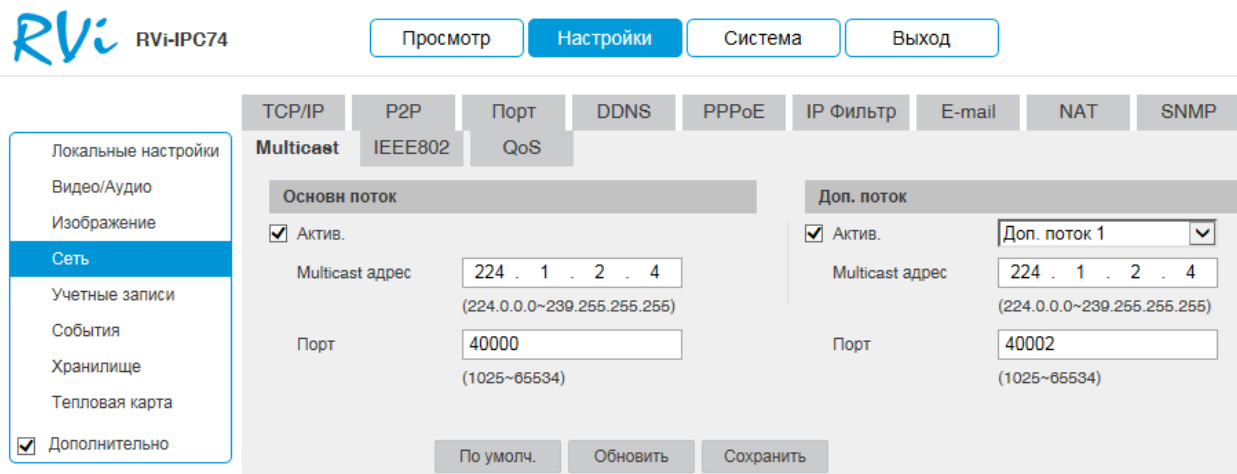 RVi RVi-IPC74 Просмотр Настройки Система Выход
TCP/IP P2P Порт DDNS PPPoE IP Фильтр E-mail NAT SNMP
Multicast IEEE802 QoS
Локальные настройки
Видео/Аудио
Изображение
Сеть
Учетные записи
События
Хранилище
Тепловая карта
Дополнительно
Основн поток
Актив.
Multicast адрес 224 . 1 . 2 . 4
(224.0.0.0~239.255.255.255)
Порт 40000
(1025~65534)
Доп. поток
Актив. Доп. поток 1
Multicast адрес 224 . 1 . 2 . 4
(224.0.0.0~239.255.255.255)
Порт 40002
(1025~65534)
По умолч. Обновить Сохранить